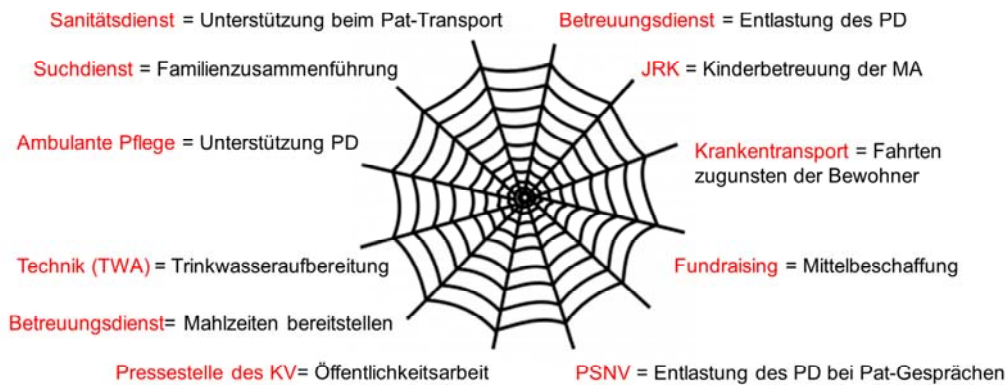 Sanitätsdienst = Unterstützung beim Pat-Transport
Betreuungsdienst = Entlastung des PD
Suchdienst = Familienzusammenführung
JRK = Kinderbetreuung der MA
Ambulante Pflege = Unterstützung PD
Krankentransport = Fahrten
zugunsten der Bewohner
Technik (TWA) = Trinkwasseraufbereitung
Fundraising = Mittelbeschaffung
Betreuungsdienst= Mahlzeiten bereitstellen
Pressestelle des KV= Öffentlichkeitsarbeit
PSNV = Entlastung des PD bei Pat-Gesprächen